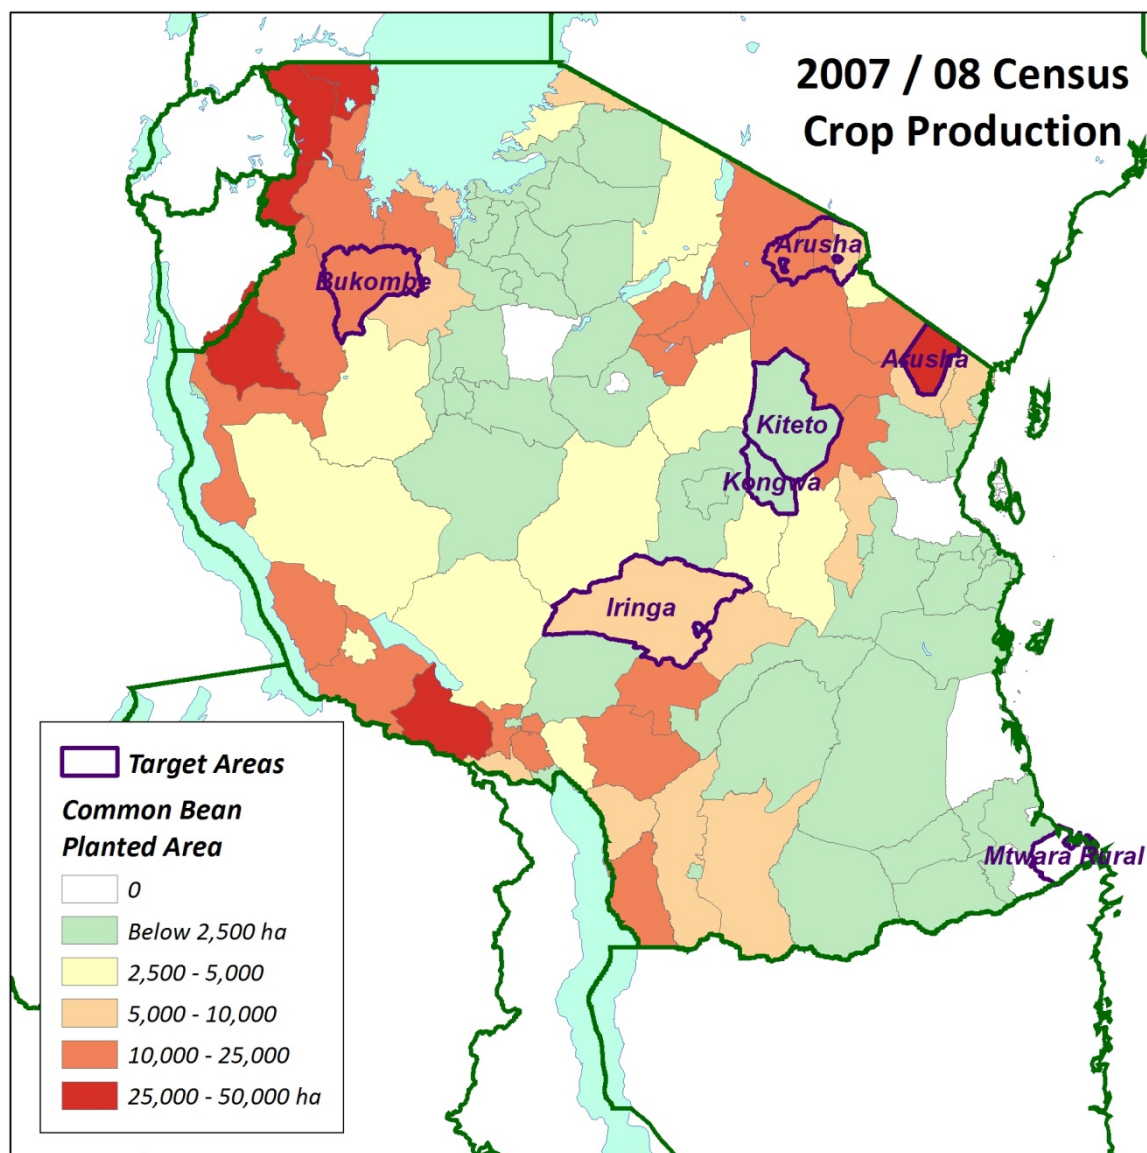 2007 / 08 Census
Crop Production
Arusha
Bukombe
Arusha
Kiteto
Kongwa
Iringa
Mtwara Rural
Target Areas
Common Bean
Planted Area
0
Below 2,500 ha
2,500 - 5,000
5,000 - 10,000
10,000 - 25,000
25,000 - 50,000 ha